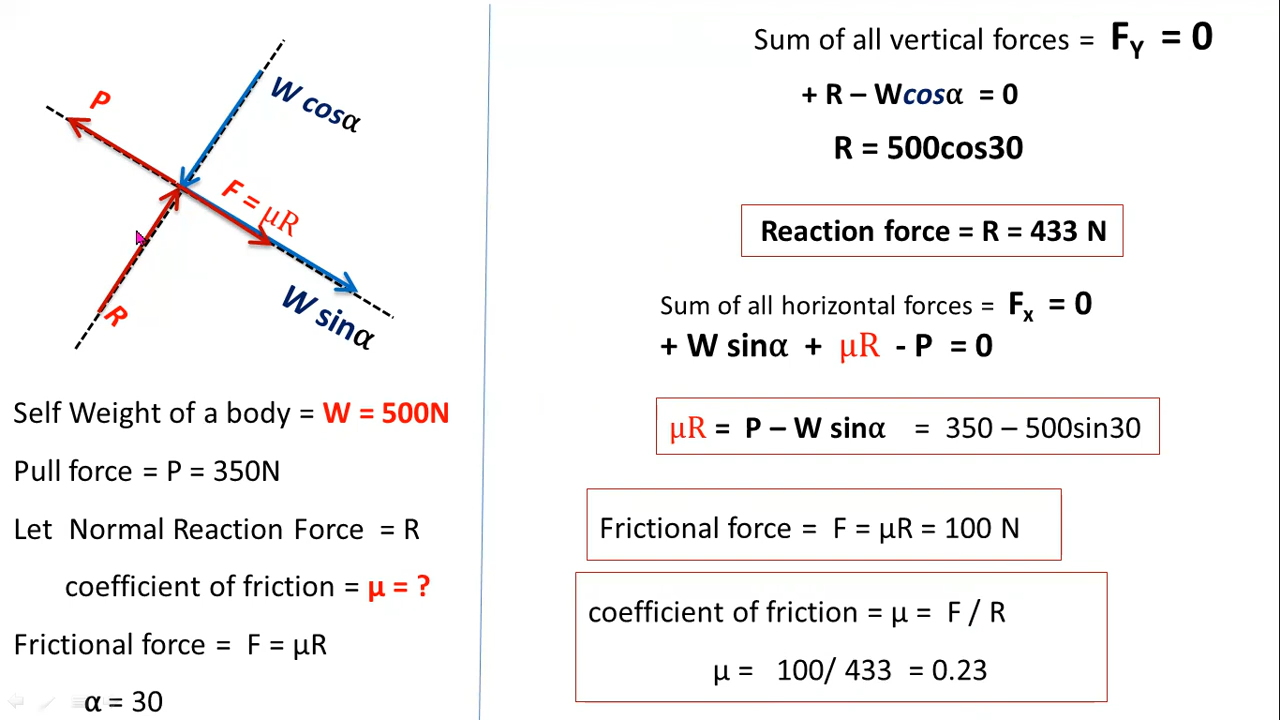 P
W cosα
F = μR
R
W sinα
Self Weight of a body = W = 500N
Pull force = P = 350N
Let Normal Reaction Force = R
coefficient of friction = μ = ?
Frictional force = F = μR
α = 30
Sum of all vertical forces = F_Y = 0
+ R – Wcosα = 0
R = 500cos30
Reaction force = R = 433 N
Sum of all horizontal forces = F_x = 0
+ W sinα + μR - P = 0
μR = P – W sinα = 350 – 500sin30
Frictional force = F = μR = 100 N
coefficient of friction = μ = F / R
μ = 100/ 433 = 0.23